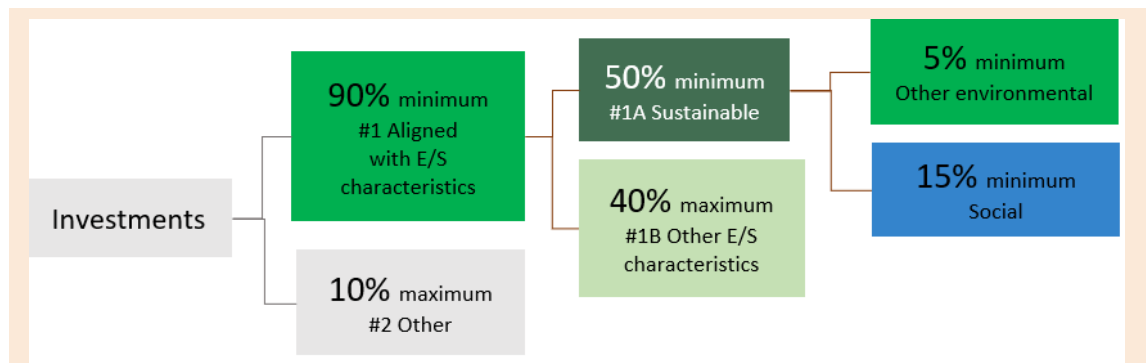 Investments
90% minimum
#1 Aligned
with E/S
characteristics
10% maximum
#2 Other
50% minimum
#1A Sustainable
40% maximum
#1B Other E/S
characteristics
5% minimum
Other environmental
15% minimum
Social